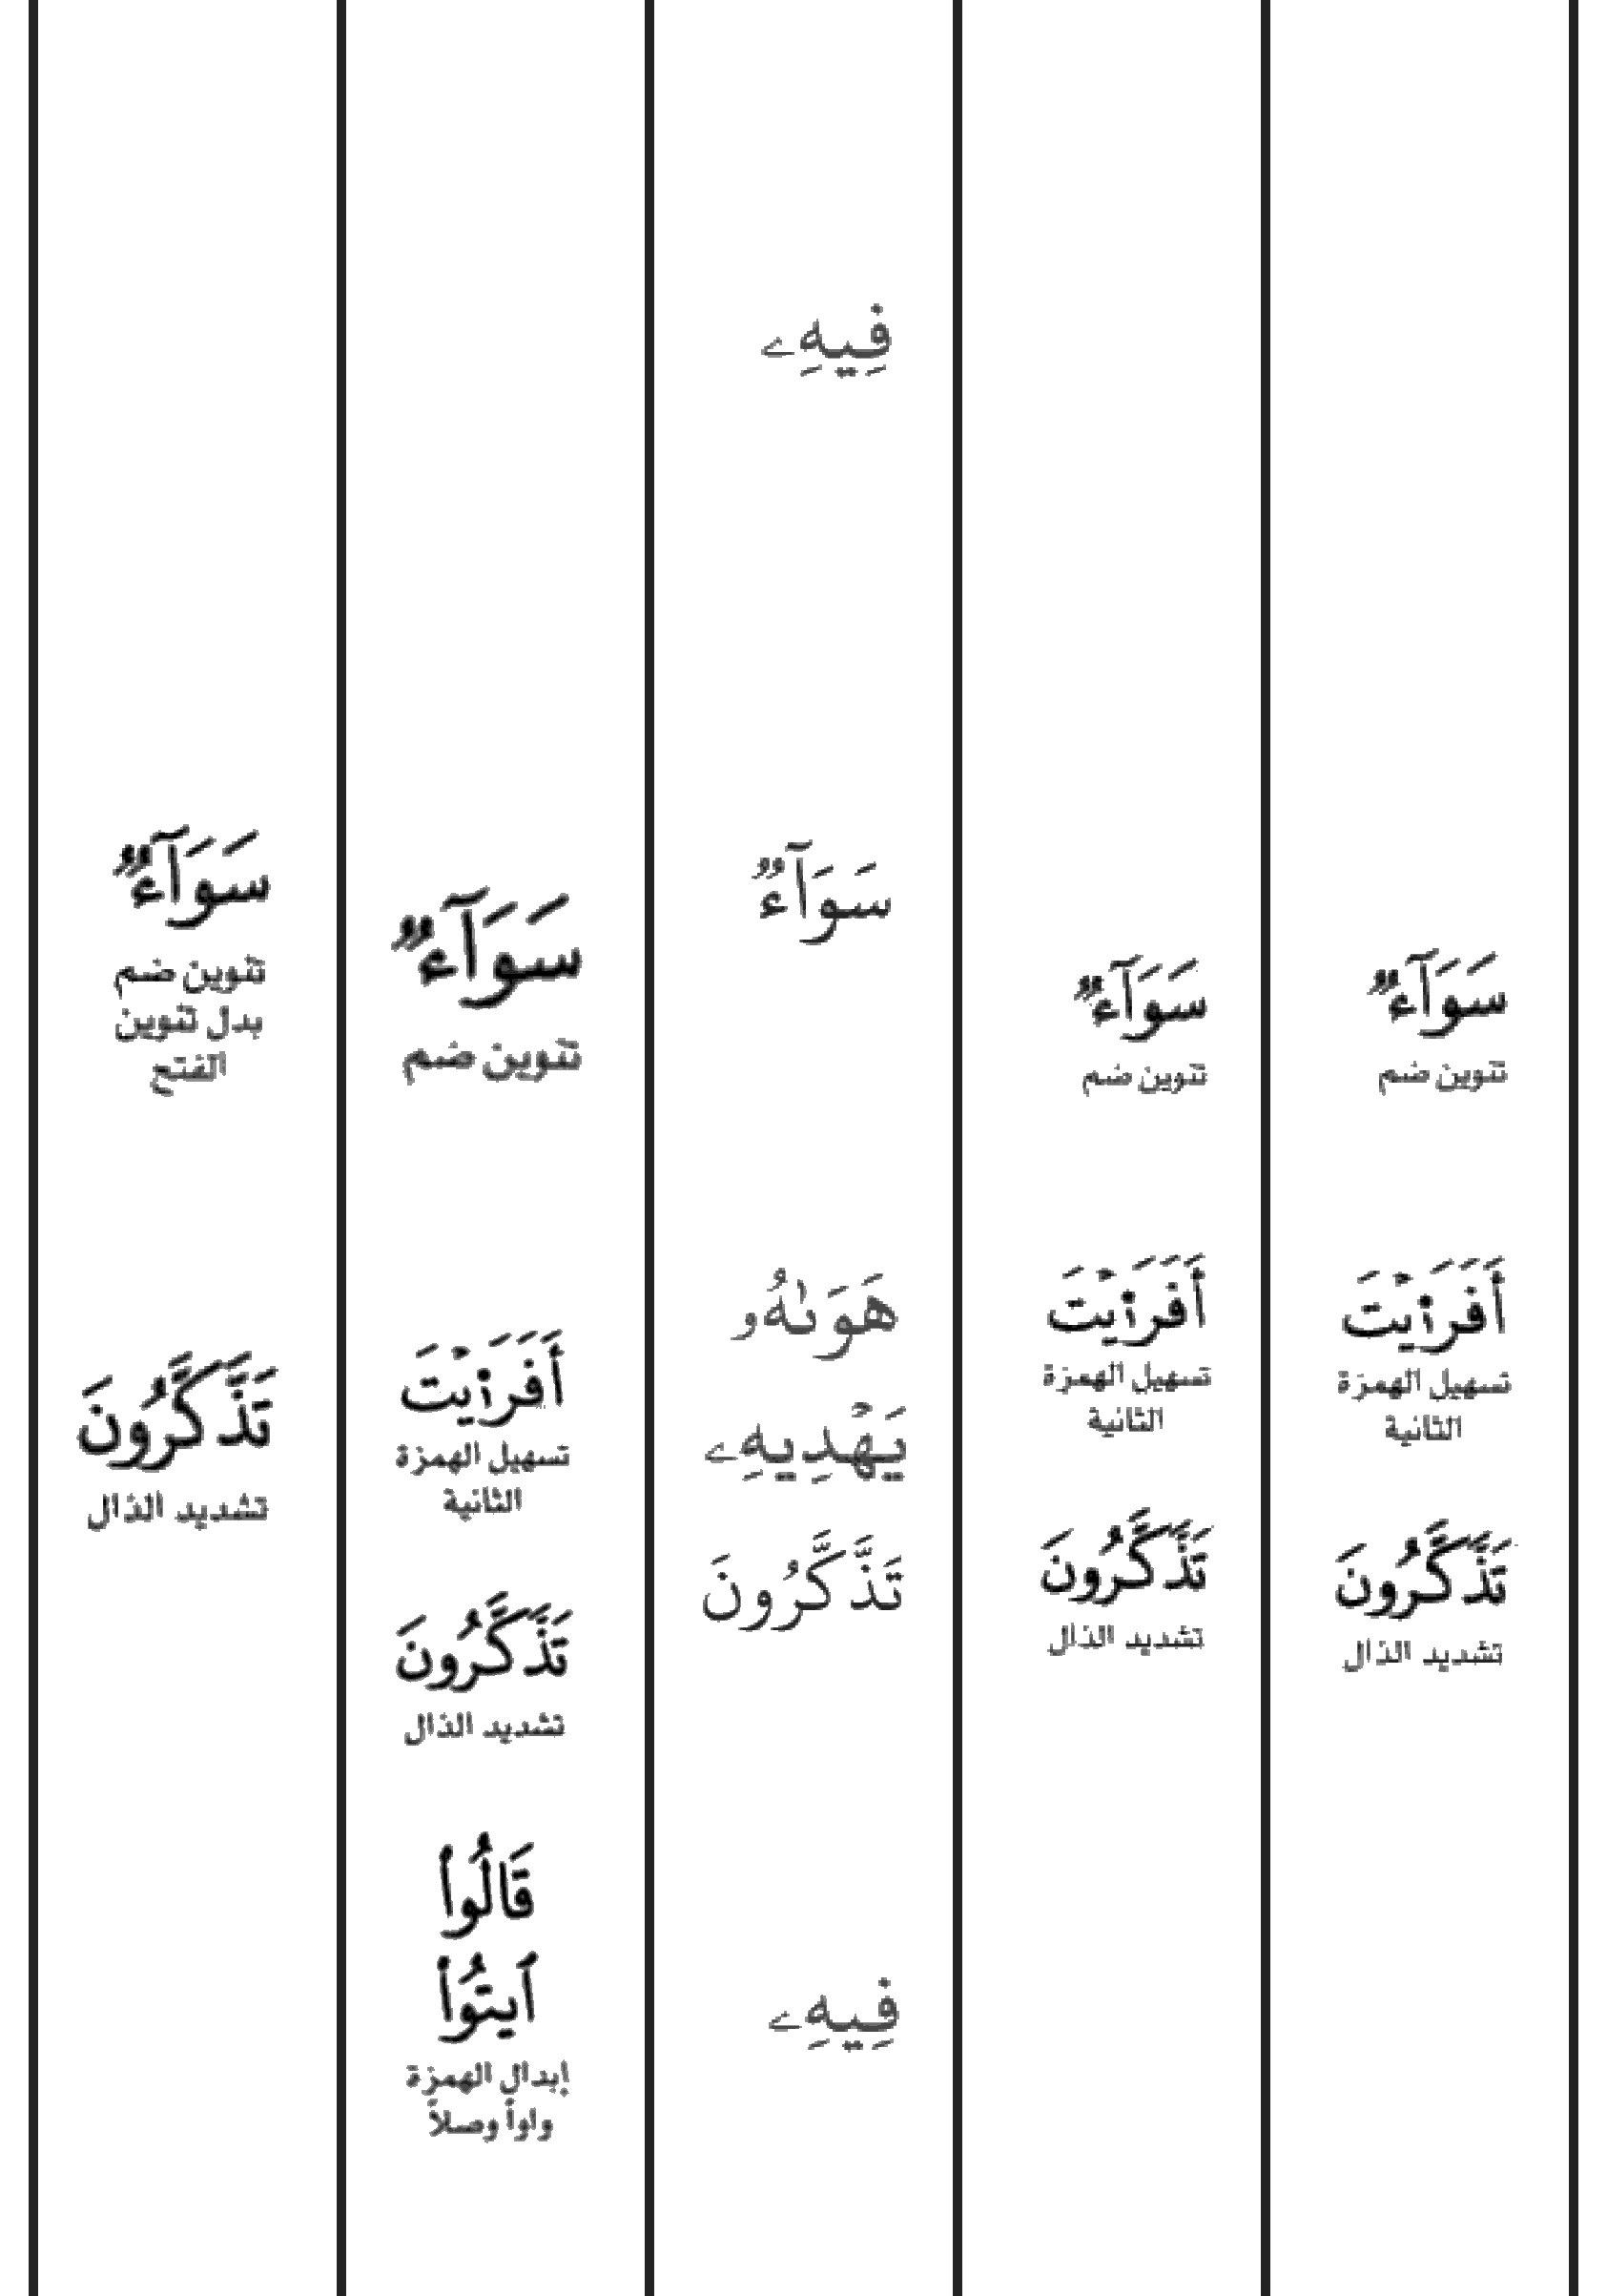 سَوَآءٌ
تنوين ضم
أَفَرَءَيۡتَ
تسهيل الهمزة
الثانية
تَذَّكَّرُونَ
تشديد الذال
سَوَآءٌ
تنوين ضم
أَفَرَءَيۡتَ
تسهيل الهمزة
الثانية
تَذَّكَّرُونَ
تشديد الذال
فِيهِۦ
سَوَآءٌ
هَوَىٰهُۥ
يَهۡدِيهِۦ
تَذَّكَّرُونَ
فِيهِۦ
سَوَآءٌ
تنوين ضم
أَفَرَءَيۡتَ
تسهيل الهمزة
الثانية
تَذَّكَّرُونَ
تشديد الذال
قَالُواْ
ٱيتُواْ
إبدال الهمزة
واواً وصلاً
سَوَآءٌ
تنوين ضم
بدل تنوين
الفتح
تَذَّكَّرُونَ
تشديد الذال